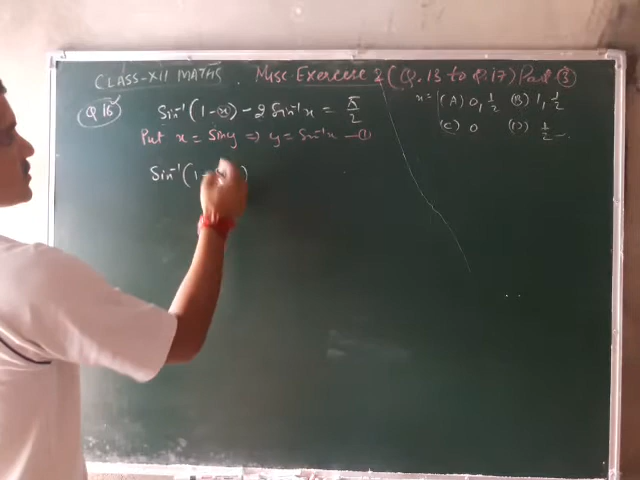 CLASS-XII MATHS. Misc Exercise 2 (Q.13 to Q.17) Part ③
Q 16 Sin⁻¹(1-x) - 2 Sin⁻¹x = π/2 x = (A) 0, 1/2 (B) 1, 1/2
Put x = Siny ⇒ y = Sin⁻¹x —① (C) 0 (D) 1/2
Sin⁻¹(1-